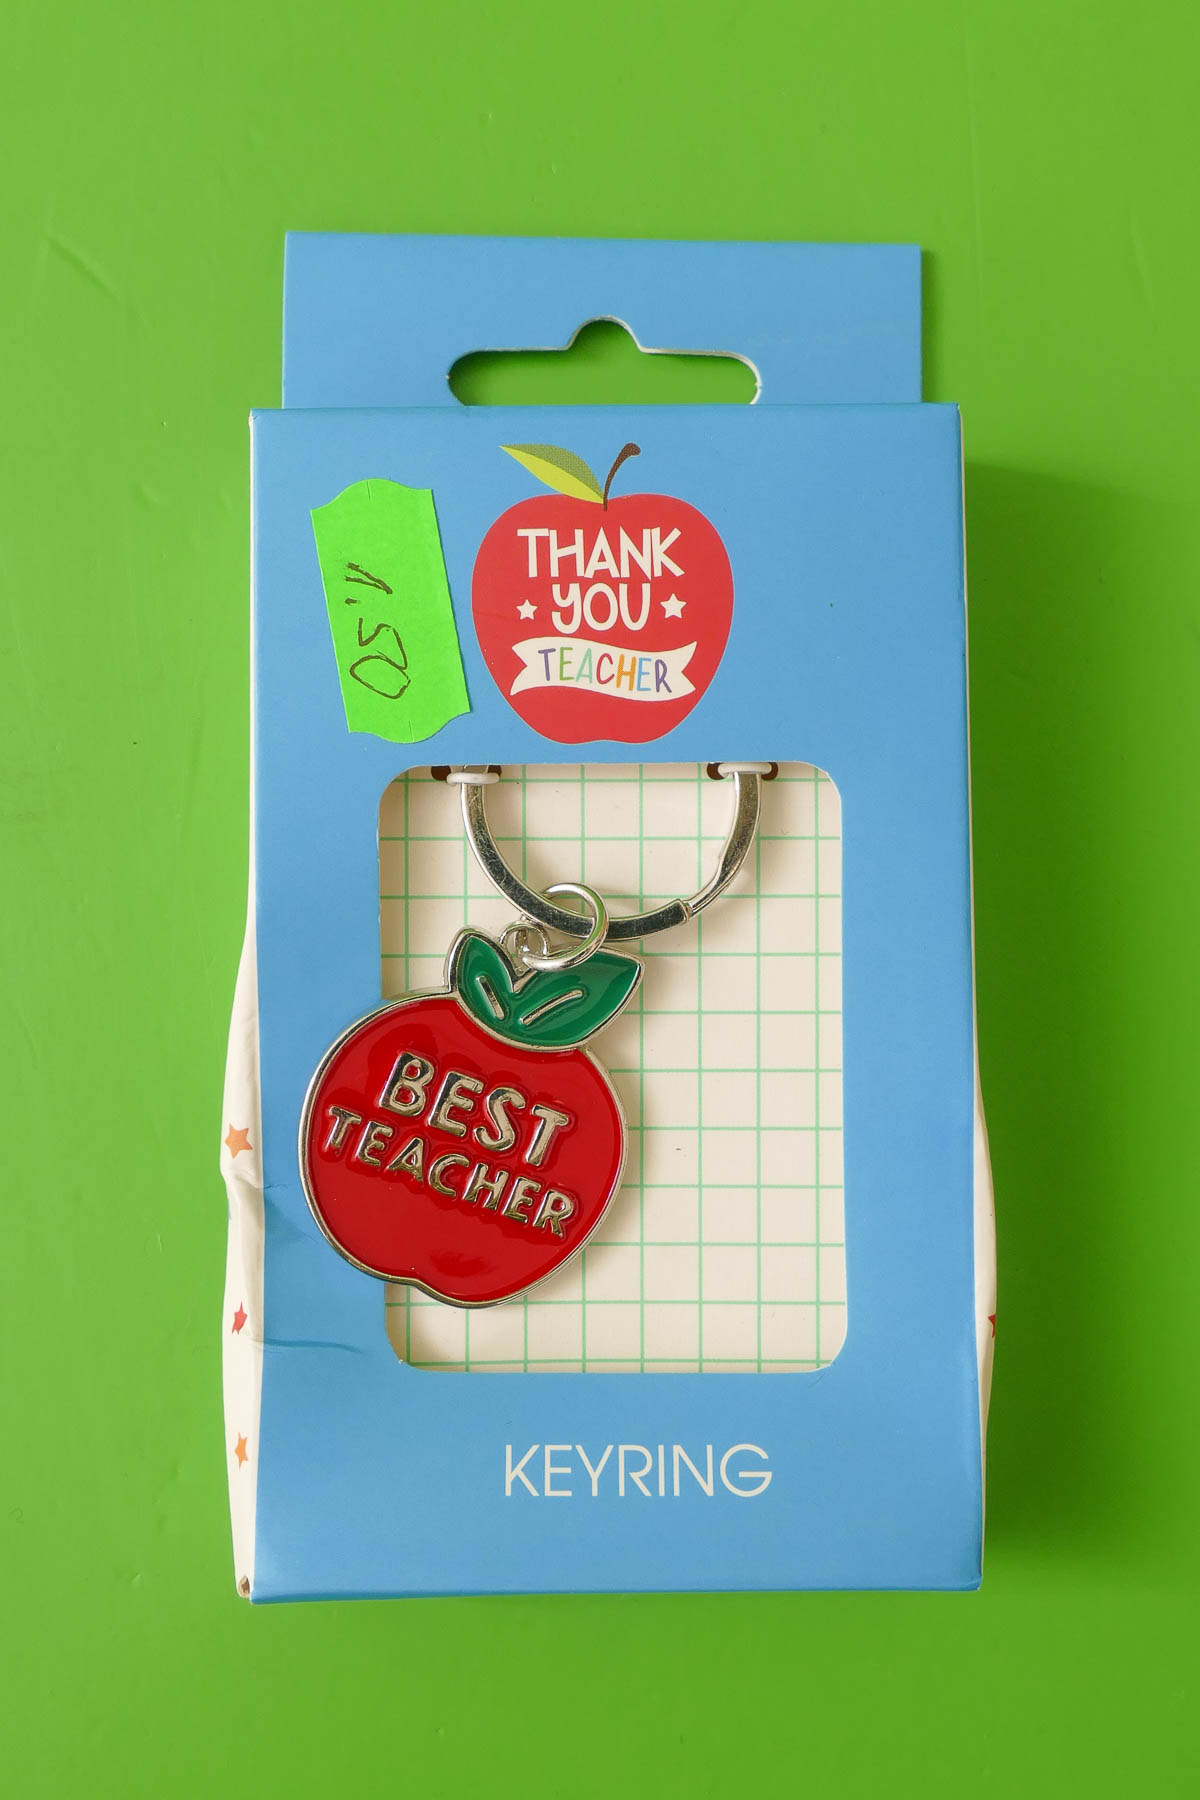 THANK
YOU
TEACHER
1.50
BEST
TEACHER
KEYRING